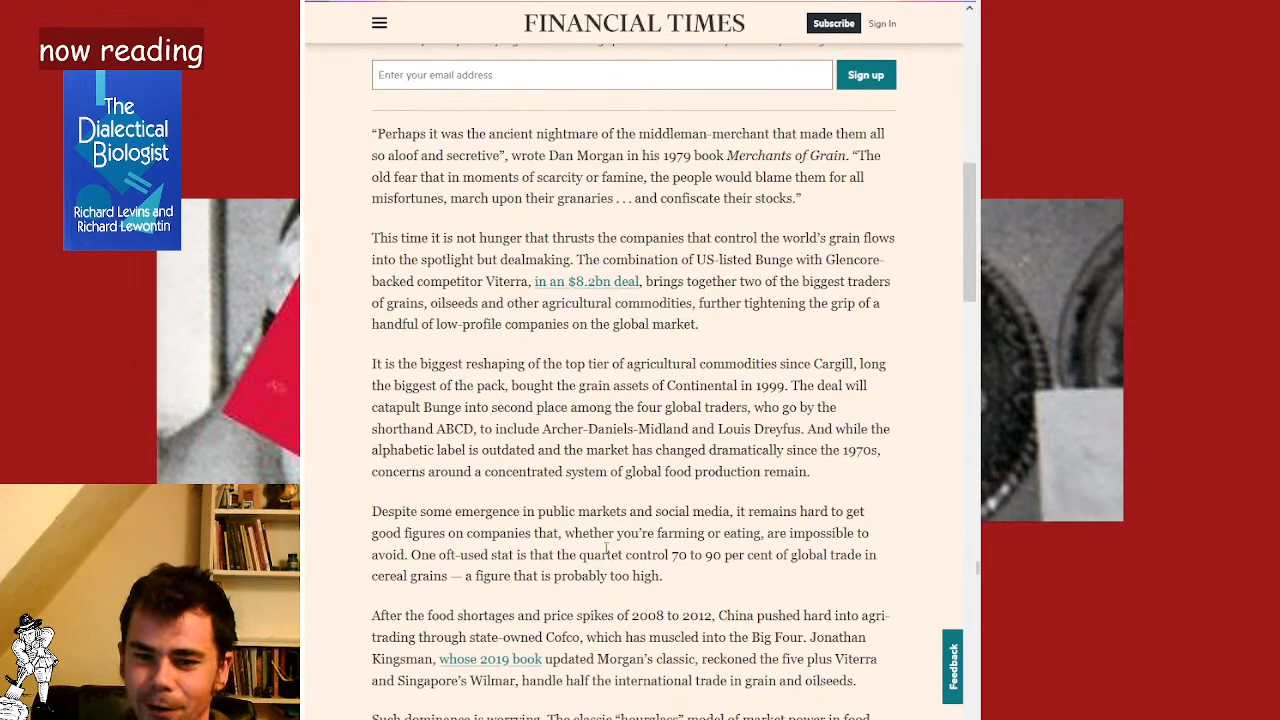 now reading
The
Dialectical
Biologist
Richard Levins and
Richard Lewontin
FINANCIAL TIMES
Subscribe
Sign In
Enter your email address
Sign up
“Perhaps it was the ancient nightmare of the middleman-merchant that made them all
so aloof and secretive”, wrote Dan Morgan in his 1979 book Merchants of Grain. “The
old fear that in moments of scarcity or famine, the people would blame them for all
misfortunes, march upon their granaries . . . and confiscate their stocks.”
This time it is not hunger that thrusts the companies that control the world’s grain flows
into the spotlight but dealmaking. The combination of US-listed Bunge with Glencore-
backed competitor Viterra, in an $8.2bn deal, brings together two of the biggest traders
of grains, oilseeds and other agricultural commodities, further tightening the grip of a
handful of low-profile companies on the global market.
It is the biggest reshaping of the top tier of agricultural commodities since Cargill, long
the biggest of the pack, bought the grain assets of Continental in 1999. The deal will
catapult Bunge into second place among the four global traders, who go by the
shorthand ABCD, to include Archer-Daniels-Midland and Louis Dreyfus. And while the
alphabetic label is outdated and the market has changed dramatically since the 1970s,
concerns around a concentrated system of global food production remain.
Despite some emergence in public markets and social media, it remains hard to get
good figures on companies that, whether you’re farming or eating, are impossible to
avoid. One oft-used stat is that the quartet control 70 to 90 per cent of global trade in
cereal grains — a figure that is probably too high.
After the food shortages and price spikes of 2008 to 2012, China pushed hard into agri-
trading through state-owned Cofco, which has muscled into the Big Four. Jonathan
Kingsman, whose 2019 book updated Morgan’s classic, reckoned the five plus Viterra
and Singapore’s Wilmar, handle half the international trade in grain and oilseeds.
Such dominance is worrying. The classic “hourglass” model of market power in food
Feedback